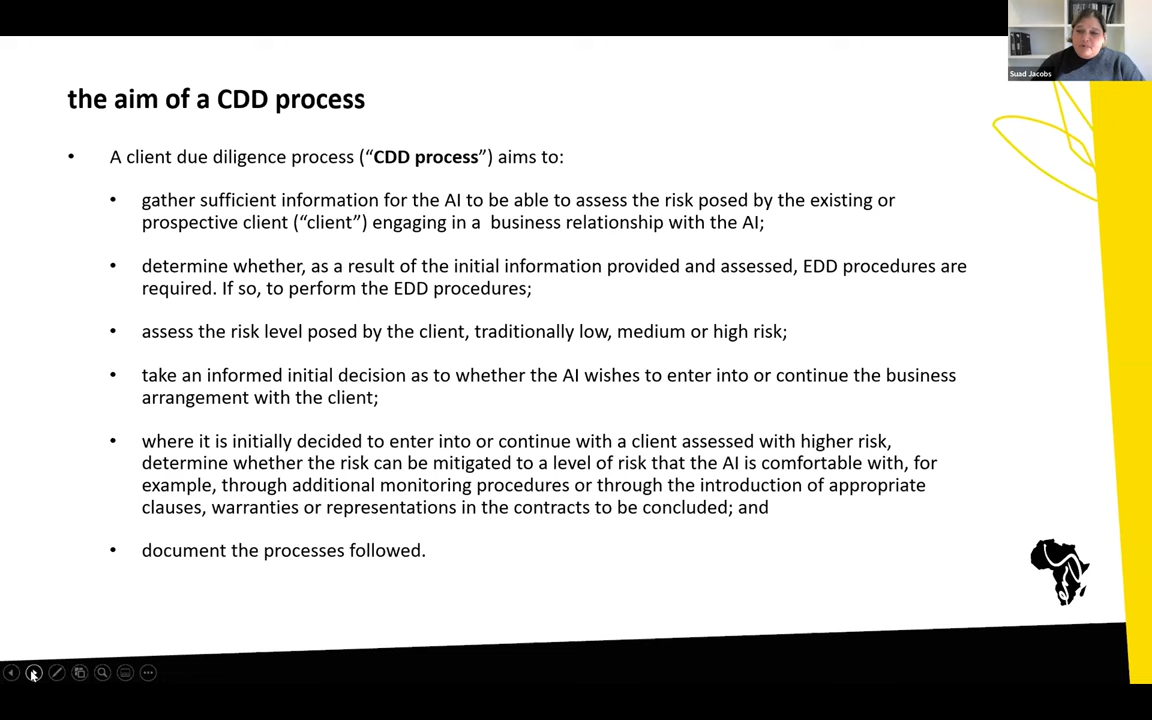 Suad Jacobs
the aim of a CDD process
• A client due diligence process (“CDD process”) aims to:
• gather sufficient information for the AI to be able to assess the risk posed by the existing or
prospective client (“client”) engaging in a  business relationship with the AI;
• determine whether, as a result of the initial information provided and assessed, EDD procedures are
required. If so, to perform the EDD procedures;
• assess the risk level posed by the client, traditionally low, medium or high risk;
• take an informed initial decision as to whether the AI wishes to enter into or continue the business
arrangement with the client;
• where it is initially decided to enter into or continue with a client assessed with higher risk,
determine whether the risk can be mitigated to a level of risk that the AI is comfortable with, for
example, through additional monitoring procedures or through the introduction of appropriate
clauses, warranties or representations in the contracts to be concluded; and
• document the processes followed.